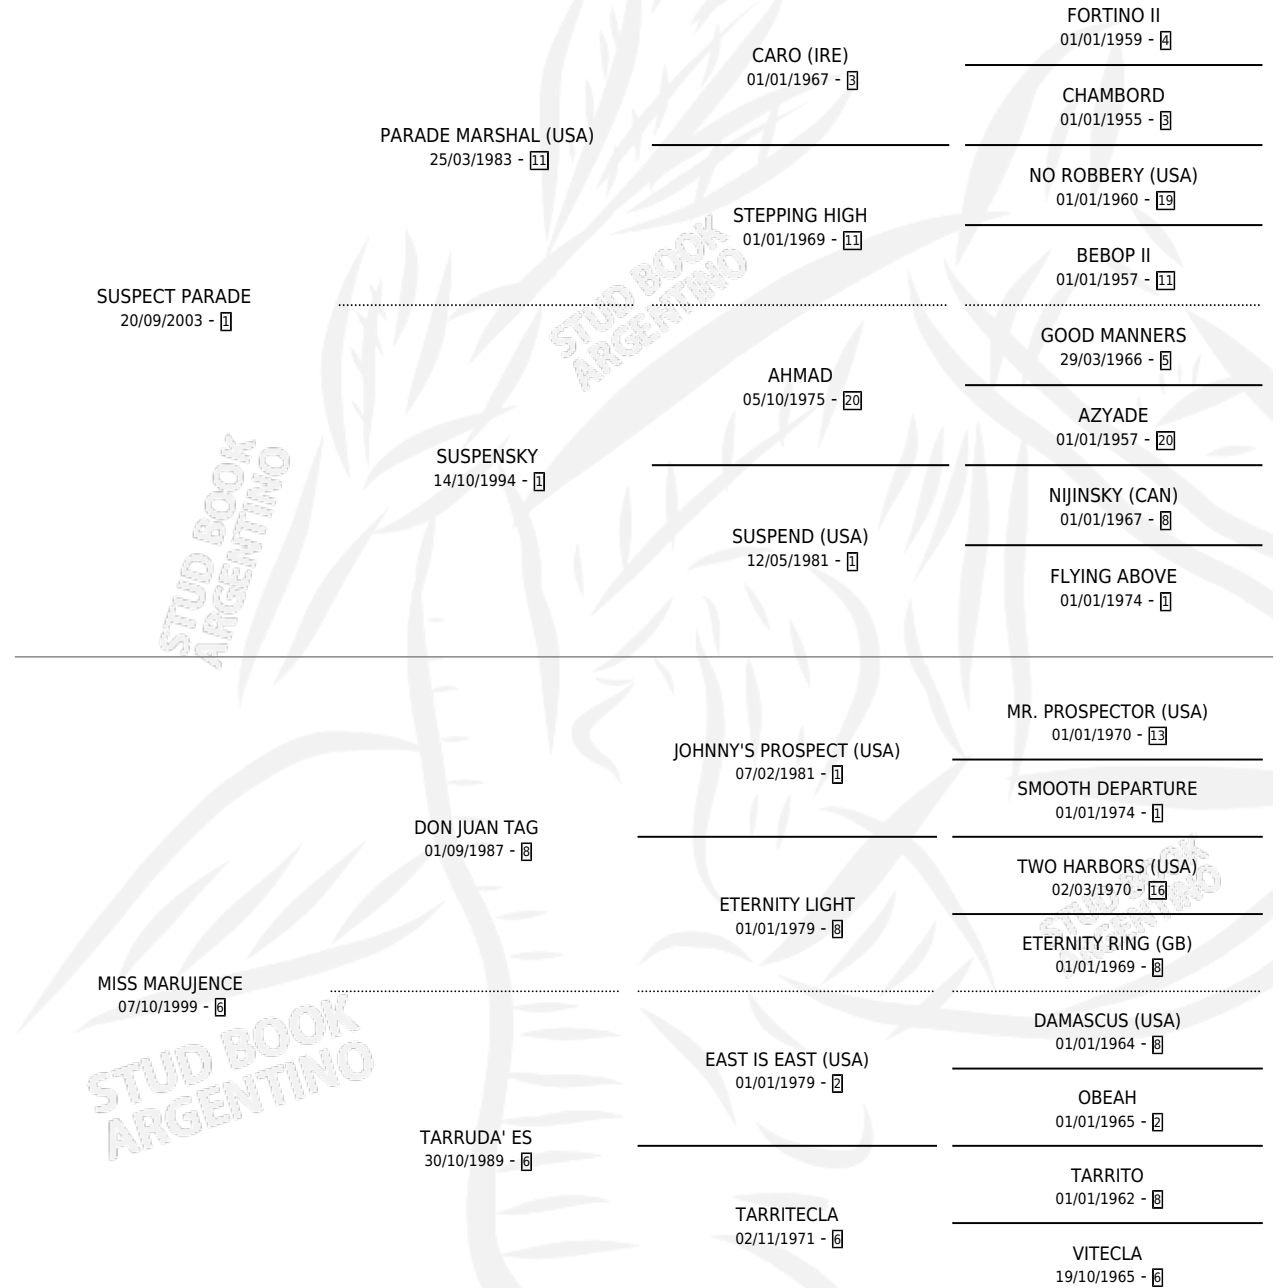 FORTINO II
01/01/1959 - 4
CARO (IRE)
01/01/1967 - 3
CHAMBORD
01/01/1955 - 3
PARADE MARSHAL (USA)
25/03/1983 - 11
NO ROBBERY (USA)
01/01/1960 - 19
STEPPING HIGH
01/01/1969 - 11
BEBOP II
01/01/1957 - 11
SUSPECT PARADE
20/09/2003 - 1
STUD BOOK
ARGENTINO
GOOD MANNERS
29/03/1966 - 5
AHMAD
05/10/1975 - 20
AZYADE
01/01/1957 - 20
SUSPENSKY
14/10/1994 - 1
NIJINSKY (CAN)
01/01/1967 - 8
SUSPEND (USA)
12/05/1981 - 1
FLYING ABOVE
01/01/1974 - 1
STUD BOOK
ARGENTINO
MR. PROSPECTOR (USA)
01/01/1970 - 13
JOHNNY'S PROSPECT (USA)
07/02/1981 - 1
SMOOTH DEPARTURE
01/01/1974 - 1
DON JUAN TAG
01/09/1987 - 8
TWO HARBORS (USA)
02/03/1970 - 16
ETERNITY LIGHT
01/01/1979 - 8
ETERNITY RING (GB)
01/01/1969 - 8
STUD BOOK
ARGENTINO
MISS MARUJENCE
07/10/1999 - 6
DAMASCUS (USA)
01/01/1964 - 8
EAST IS EAST (USA)
01/01/1979 - 2
OBEAH
01/01/1965 - 2
STUD BOOK
ARGENTINO
TARRUDA' ES
30/10/1989 - 6
TARRITO
01/01/1962 - 8
TARRITECLA
02/11/1971 - 6
VITECLA
19/10/1965 - 6